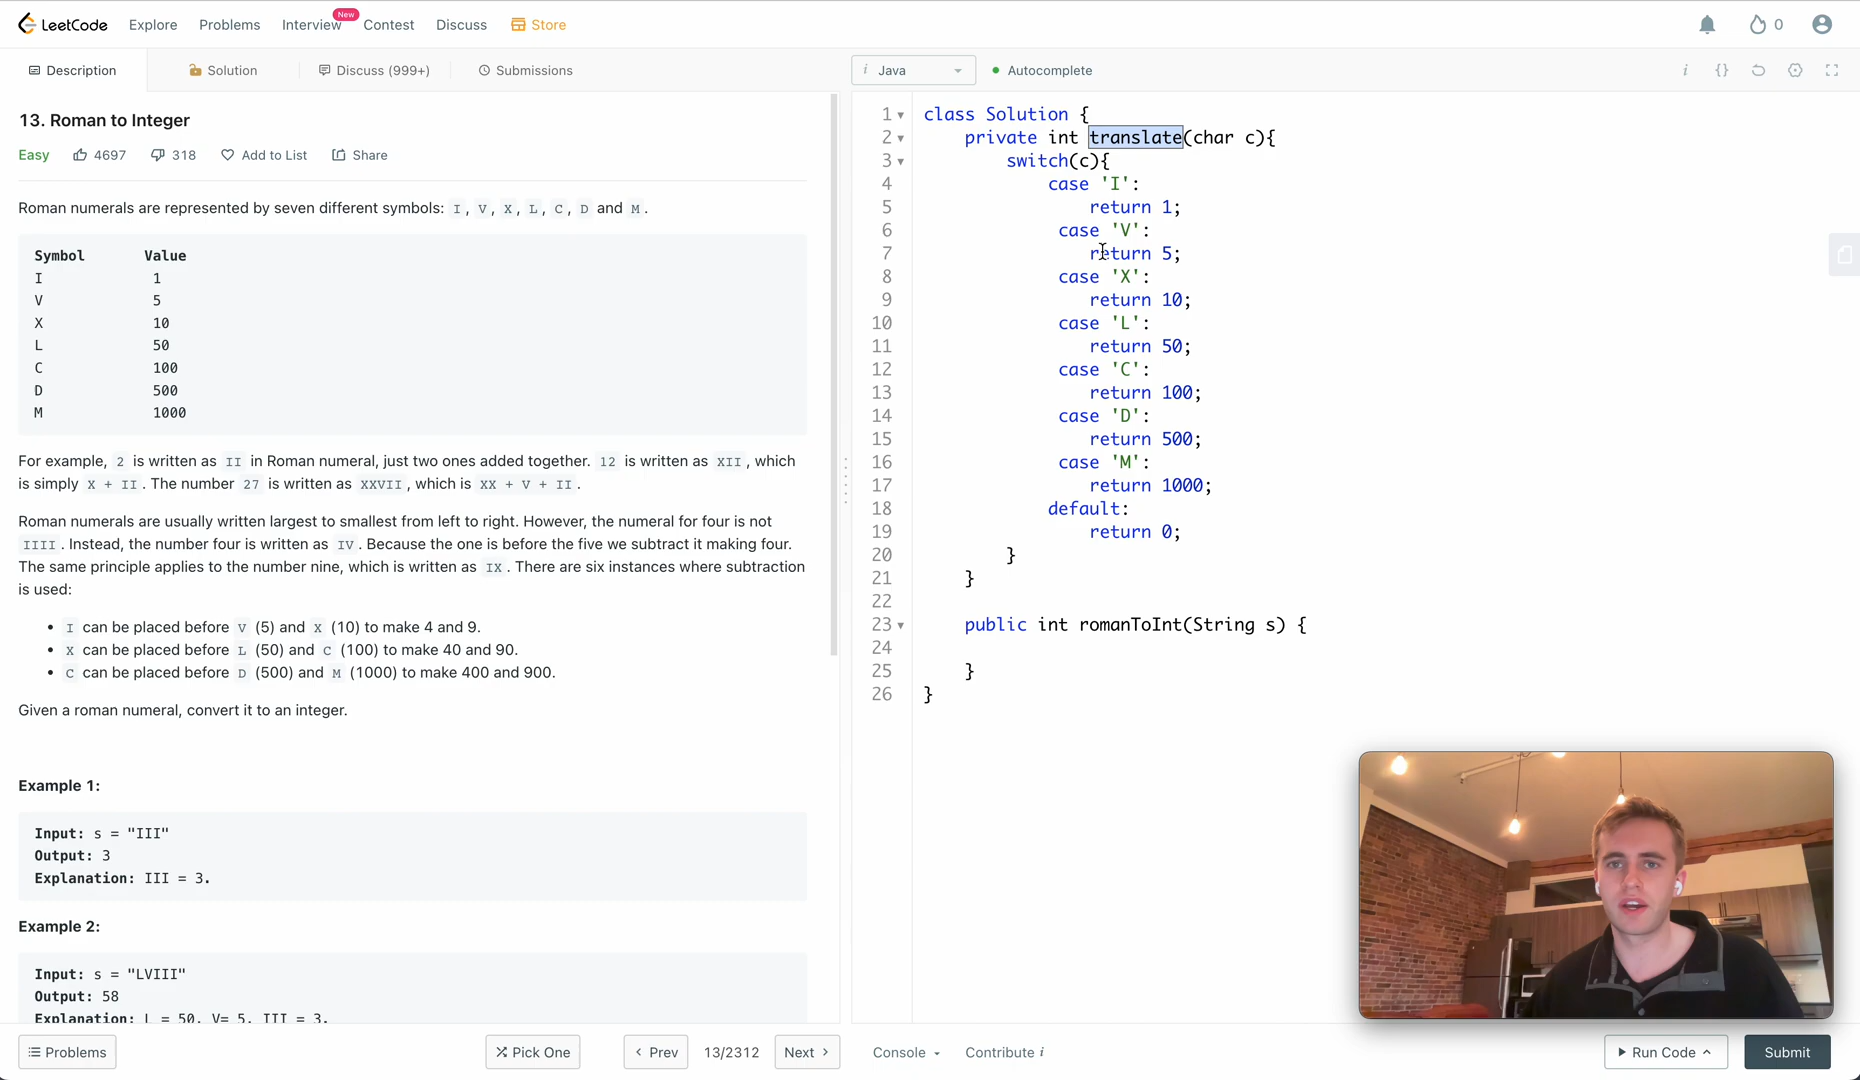 LeetCode Explore Problems Interview New Contest Discuss Store 0
Description Solution Discuss (999+) Submissions
13. Roman to Integer
Easy 4697 318 Add to List Share
Roman numerals are represented by seven different symbols: I, V, X, L, C, D and M.
Symbol Value
I 1
V 5
X 10
L 50
C 100
D 500
M 1000
For example, 2 is written as II in Roman numeral, just two ones added together. 12 is written as XII, which
is simply X + II. The number 27 is written as XXVII, which is XX + V + II.
Roman numerals are usually written largest to smallest from left to right. However, the numeral for four is not
IIII. Instead, the number four is written as IV. Because the one is before the five we subtract it making four.
The same principle applies to the number nine, which is written as IX. There are six instances where subtraction
is used:
• I can be placed before V (5) and X (10) to make 4 and 9.
• X can be placed before L (50) and C (100) to make 40 and 90.
• C can be placed before D (500) and M (1000) to make 400 and 900.
Given a roman numeral, convert it to an integer.
Example 1:
Input: s = "III"
Output: 3
Explanation: III = 3.
Example 2:
Input: s = "LVIII"
Output: 58
Explanation: L = 50, V= 5, III = 3.
Problems Pick One < Prev 13/2312 Next >
i Java Autocomplete i {}
1 class Solution {
2 private int translate(char c){
3 switch(c){
4 case 'I':
5 return 1;
6 case 'V':
7 return 5;
8 case 'X':
9 return 10;
10 case 'L':
11 return 50;
12 case 'C':
13 return 100;
14 case 'D':
15 return 500;
16 case 'M':
17 return 1000;
18 default:
19 return 0;
20 }
21 }
22
23 public int romanToInt(String s) {
24
25 }
26 }
Console Contribute i Run Code Submit